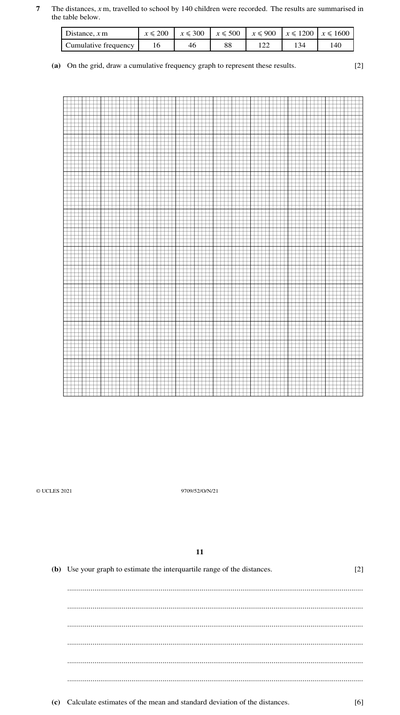 7 The distances, x m, travelled to school by 140 children were recorded. The results are summarised in
the table below.
Distance, x m x ⩽ 200 x ⩽ 300 x ⩽ 500 x ⩽ 900 x ⩽ 1200 x ⩽ 1600
Cumulative frequency 16 46 88 122 134 140
(a) On the grid, draw a cumulative frequency graph to represent these results. [2]
© UCLES 2021 9709/52/O/N/21
11
(b) Use your graph to estimate the interquartile range of the distances. [2]
(c) Calculate estimates of the mean and standard deviation of the distances. [6]